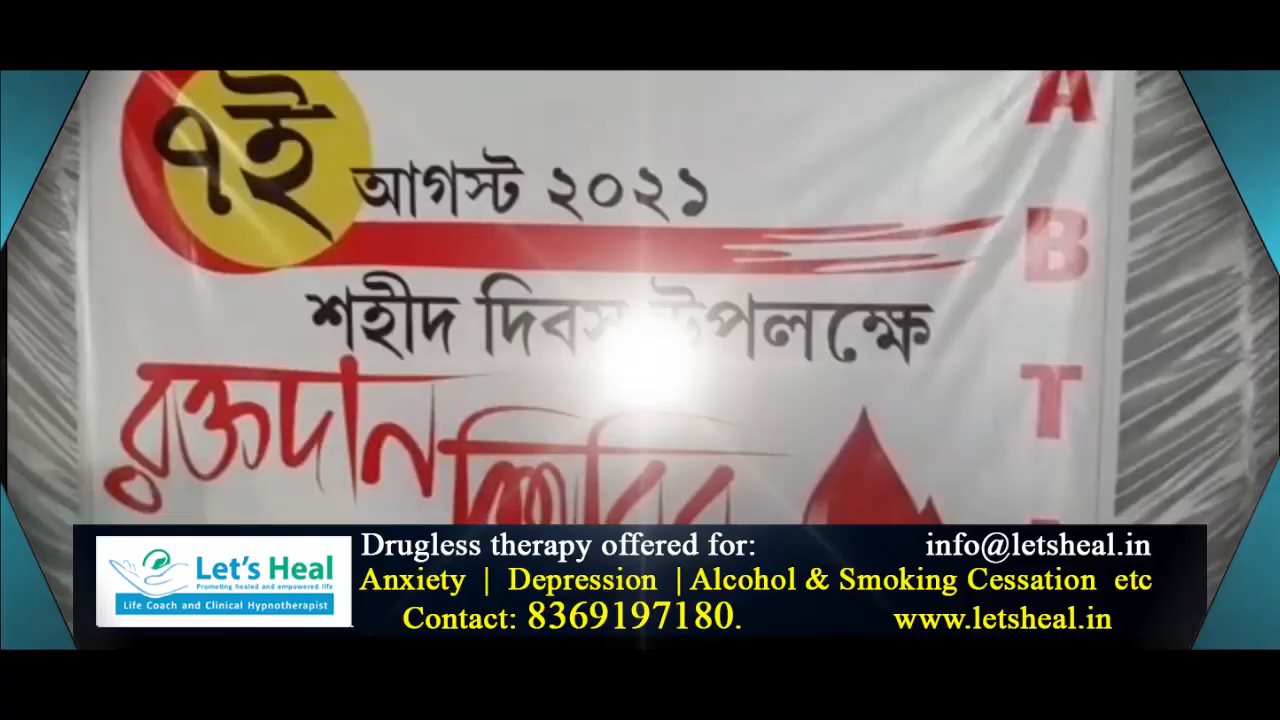 ৭ই
আগস্ট ২০২১
শহীদ দিবস উপলক্ষে
রক্তদান শিবির
A
B
T
Let's Heal
Promoting healed and empowered life
Life Coach and Clinical Hypnotherapist
Drugless therapy offered for:
info@letsheal.in
Anxiety | Depression | Alcohol & Smoking Cessation etc
Contact: 8369197180.
www.letsheal.in